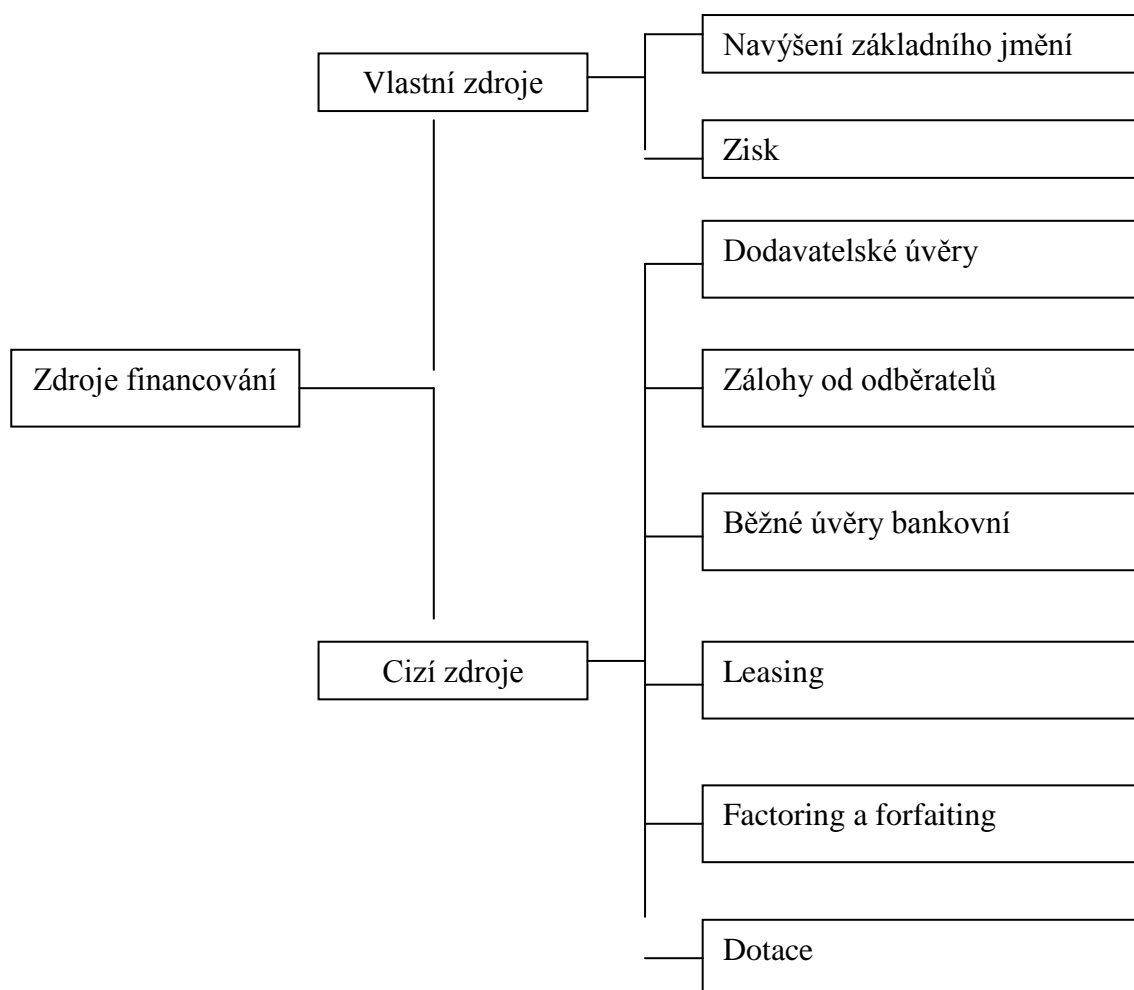 Navýšení základního jmění
Vlastní zdroje
Zisk
Dodavatelské úvěry
Zdroje financování
Zálohy od odběratelů
Běžné úvěry bankovní
Cizí zdroje
Leasing
Factoring a forfaiting
Dotace